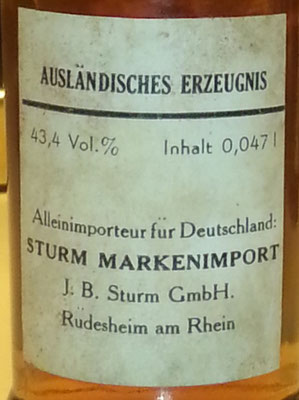 AUSLÄNDISCHES ERZEUGNIS
43,4 Vol.% Inhalt 0,047 l
Alleinimporteur für Deutschland:
STURM MARKENIMPORT
J. B. Sturm GmbH.
Rüdesheim am Rhein